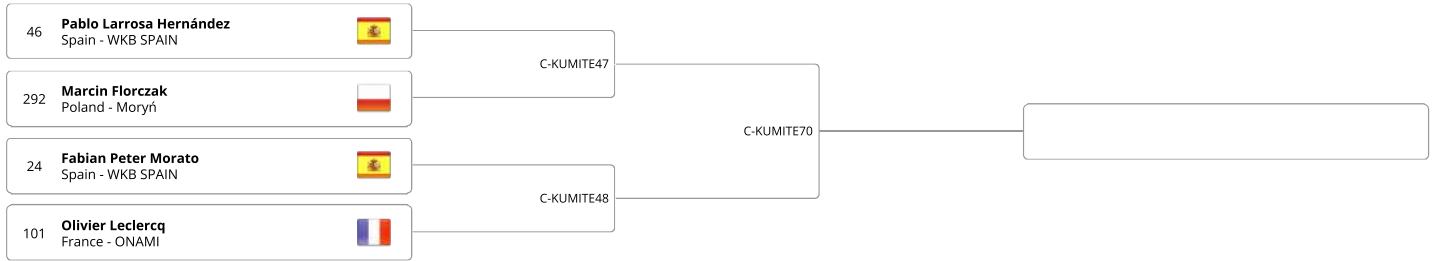 46
Pablo Larrosa Hernández
Spain - WKB SPAIN
C-KUMITE47
292
Marcin Florczak
Poland - Moryń
C-KUMITE70
24
Fabian Peter Morato
Spain - WKB SPAIN
C-KUMITE48
101
Olivier Leclercq
France - ONAMI